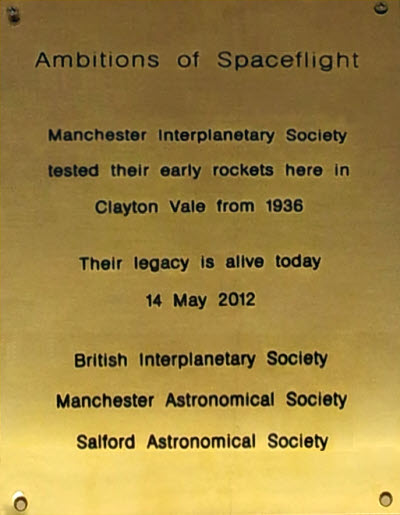 Ambitions of Spaceflight
Manchester Interplanetary Society
tested their early rockets here in
Clayton Vale from 1936
Their legacy is alive today
14 May 2012
British Interplanetary Society
Manchester Astronomical Society
Salford Astronomical Society